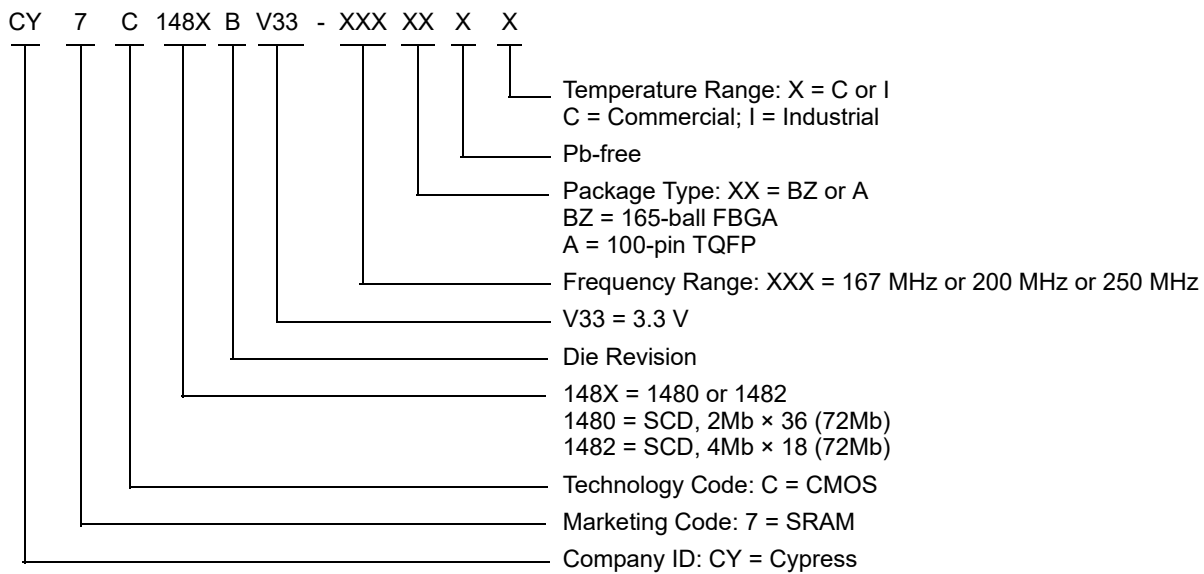 CY 7 C 148X B V33 - XXX XX X X
Temperature Range: X = C or I
C = Commercial; I = Industrial
Pb-free
Package Type: XX = BZ or A
BZ = 165-ball FBGA
A = 100-pin TQFP
Frequency Range: XXX = 167 MHz or 200 MHz or 250 MHz
V33 = 3.3 V
Die Revision
148X = 1480 or 1482
1480 = SCD, 2Mb × 36 (72Mb)
1482 = SCD, 4Mb × 18 (72Mb)
Technology Code: C = CMOS
Marketing Code: 7 = SRAM
Company ID: CY = Cypress